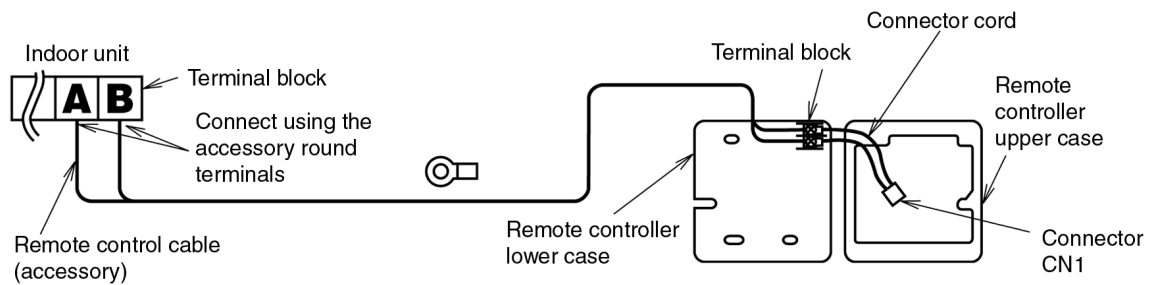 Connector cord
Indoor unit
Terminal block
A B
Terminal block
Remote
controller
upper case
Connect using the
accessory round
terminals
Remote controller
lower case
Remote control cable
(accessory)
Connector
CN1